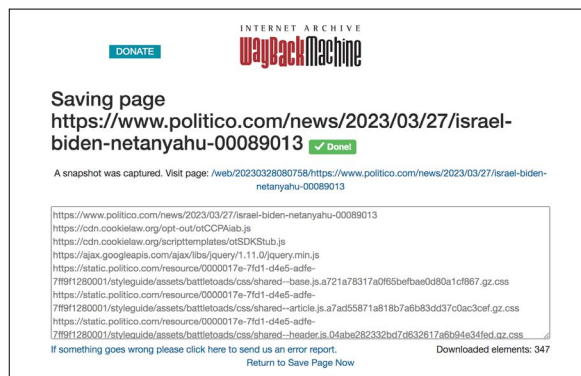 INTERNET ARCHIVE
DONATE
WayBackMachine
Saving page
https://www.politico.com/news/2023/03/27/israel-
biden-netanyahu-00089013 ✓ Done!
A snapshot was captured. Visit page: /web/20230328080758/https://www.politico.com/news/2023/03/27/israel-biden-
netanyahu-00089013
https://www.politico.com/news/2023/03/27/israel-biden-netanyahu-00089013
https://cdn.cookielaw.org/opt-out/otCCPAiab.js
https://cdn.cookielaw.org/scripttemplates/otSDKStub.js
https://ajax.googleapis.com/ajax/libs/jquery/1.11.0/jquery.min.js
https://static.politico.com/resource/0000017e-7fd1-d4e5-adfe-
7ff9f1280001/styleguide/assets/battletoads/css/shared--base.js.a721a78317a0f65befbae0d80a1cf867.gz.css
https://static.politico.com/resource/0000017e-7fd1-d4e5-adfe-
7ff9f1280001/styleguide/assets/battletoads/css/shared--article.js.a7ad55871a818b7a6b83dd37c0ac3cef.gz.css
https://static.politico.com/resource/0000017e-7fd1-d4e5-adfe-
7ff9f1280001/styleguide/assets/battletoads/css/shared--header.js.04abe282332bd7d632617a6b94e34fed.gz.css
If something goes wrong please click here to send us an error report. Downloaded elements: 347
Return to Save Page Now